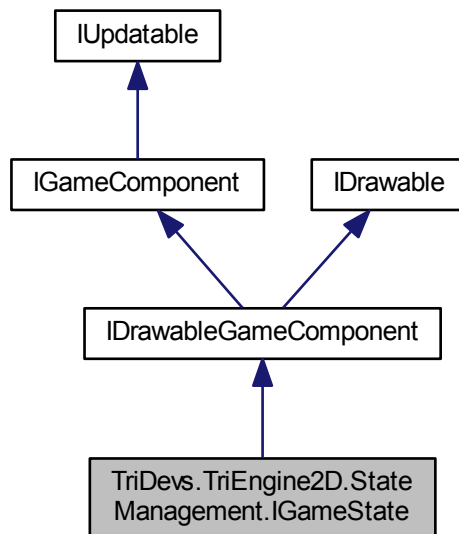 IUpdatable
IGameComponent
IDrawable
IDrawableGameComponent
TriDevs.TriEngine2D.State
Management.IGameState